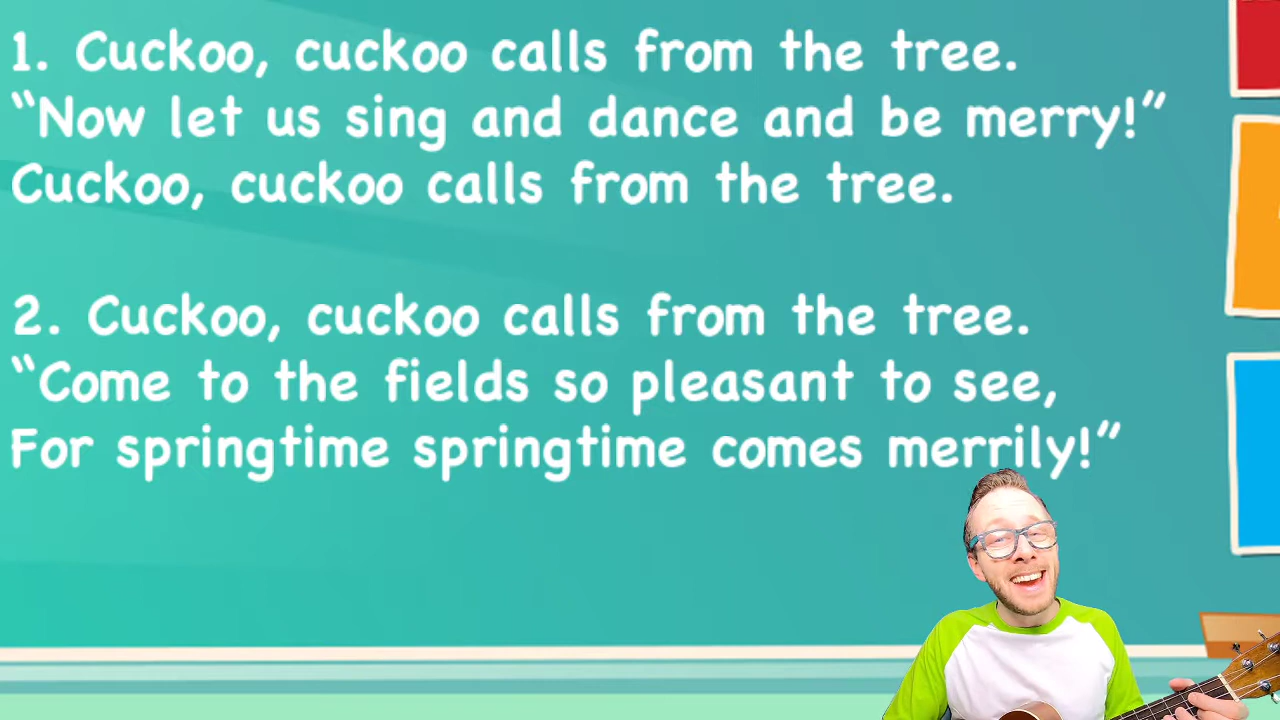 1. Cuckoo, cuckoo calls from the tree.
“Now let us sing and dance and be merry!”
Cuckoo, cuckoo calls from the tree.
2. Cuckoo, cuckoo calls from the tree.
“Come to the fields so pleasant to see,
For springtime springtime comes merrily!”